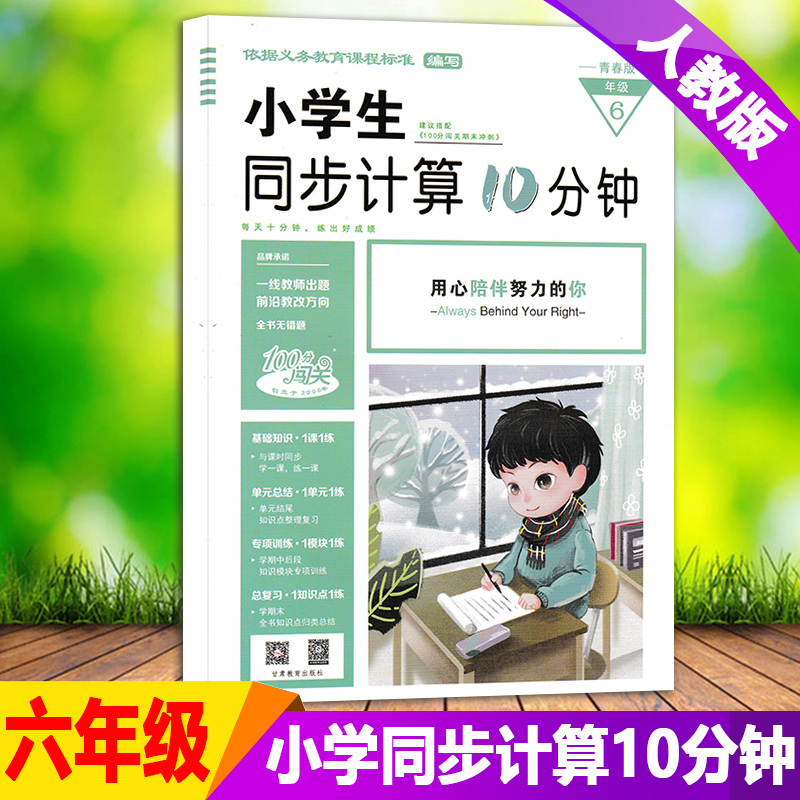 人教版
依据义务教育课程标准 编写
——青春版
年级
6
小学生
建议搭配
《100分闯关期末冲刺》
同步计算10分钟
每天十分钟，练出好成绩
品牌承诺
一线教师出题
前沿教改方向
全书无错题
100分
闯关
创立于2000年
用心陪伴努力的你
–Always Behind Your Right–
基础知识·1课1练
与课时同步
学一课，练一课
单元总结·1单元1练
单元结尾
知识点整理复习
专项训练·1模块1练
学期中后段
知识模块专项训练
总复习·1知识点1练
学期末
全书知识点归类总结
甘肃教育出版社
六年级
小学同步计算10分钟